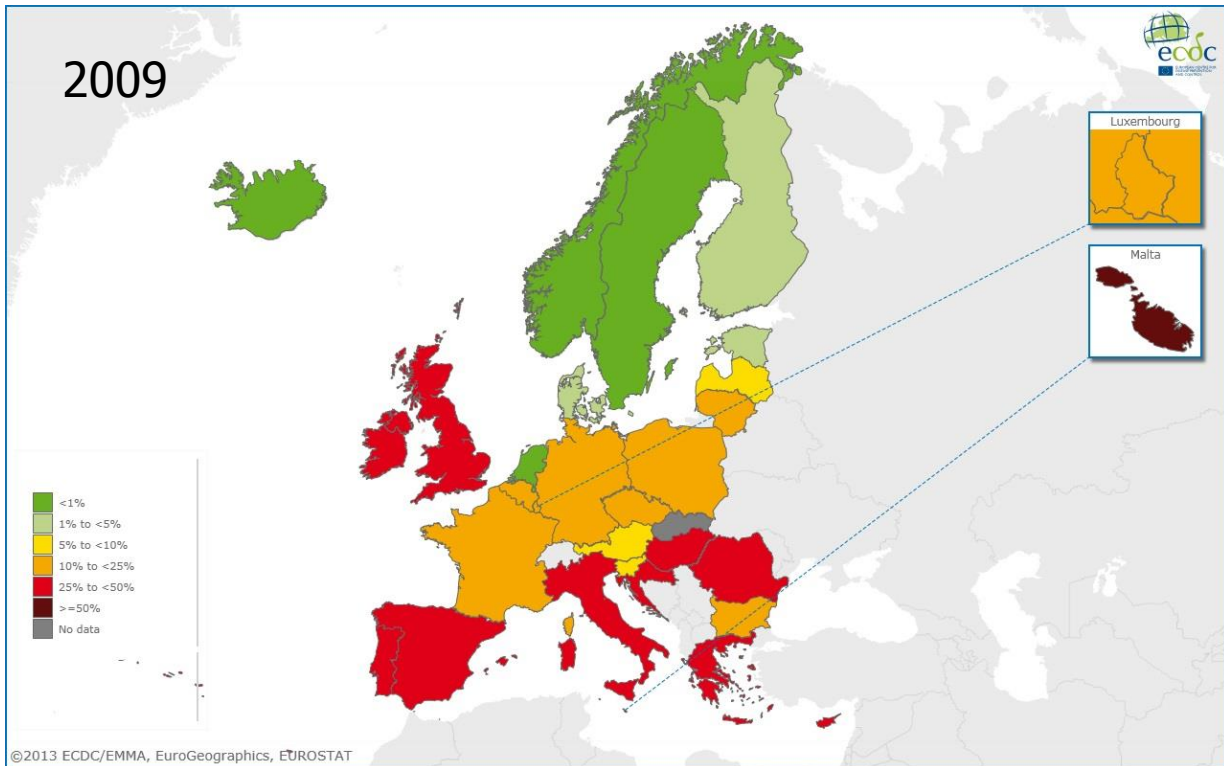 2009
ecdc
Luxembourg
Malta
<1%
1% to <5%
5% to <10%
10% to <25%
25% to <50%
>=50%
No data
©2013 ECDC/EMMA, EuroGeographics, EUROSTAT